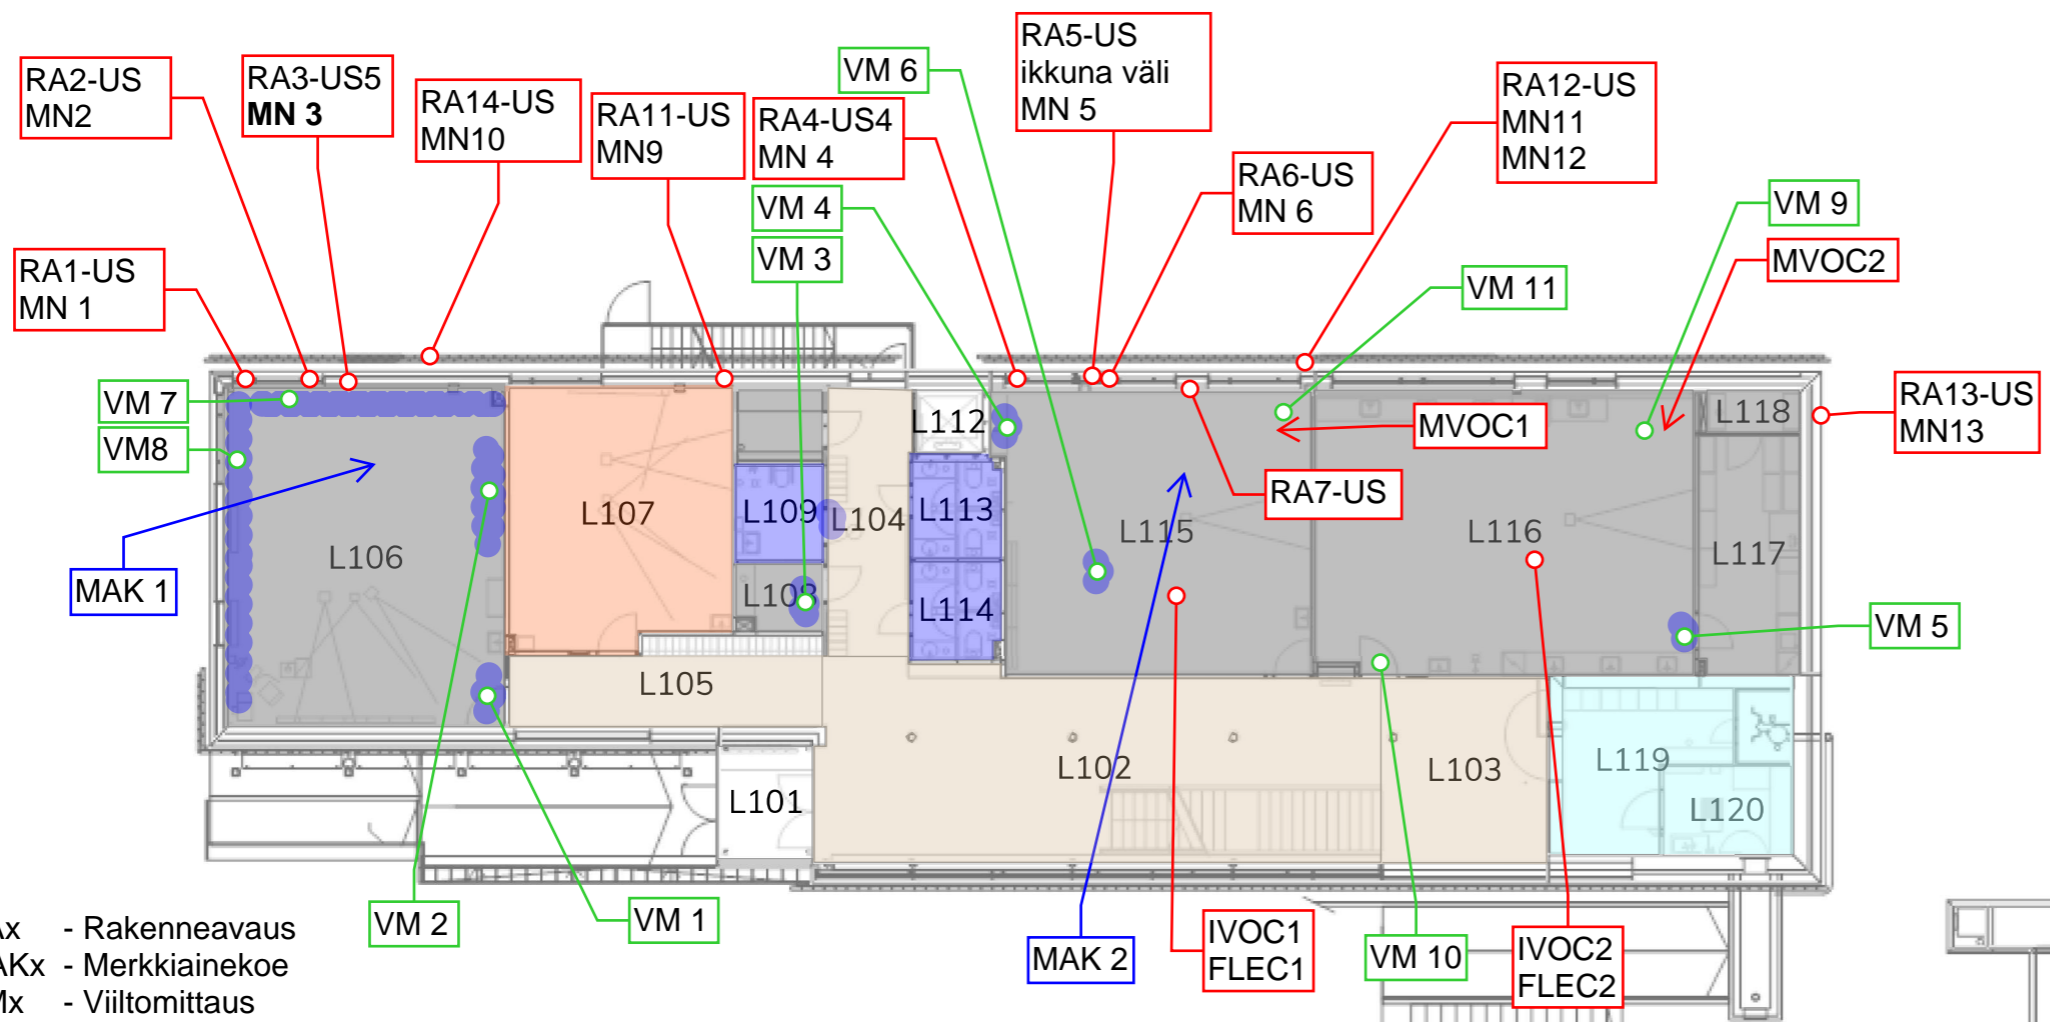 RA5-US
ikkuna väli
MN 5
VM 6
RA2-US
MN2
RA3-US5
MN 3
RA14-US
MN10
RA11-US
MN9
RA4-US4
MN 4
RA12-US
MN11
MN12
RA6-US
MN 6
VM 4
VM 9
VM 3
MVOC2
RA1-US
MN 1
VM 11
VM 7
RA13-US
MN13
L118
L112
MVOC1
VM8
RA7-US
L107
L109
L104
L113
L115
L116
L117
L106
MAK 1
L108
L114
VM 5
L105
L102
L103
L119
L101
L120
VM 2
VM 1
IVOC1
FLEC1
MAK 2
VM 10
IVOC2
FLEC2
Ax - Rakenneavaus
AKx - Merkkiainekoe
Mx - Viiltomittaus